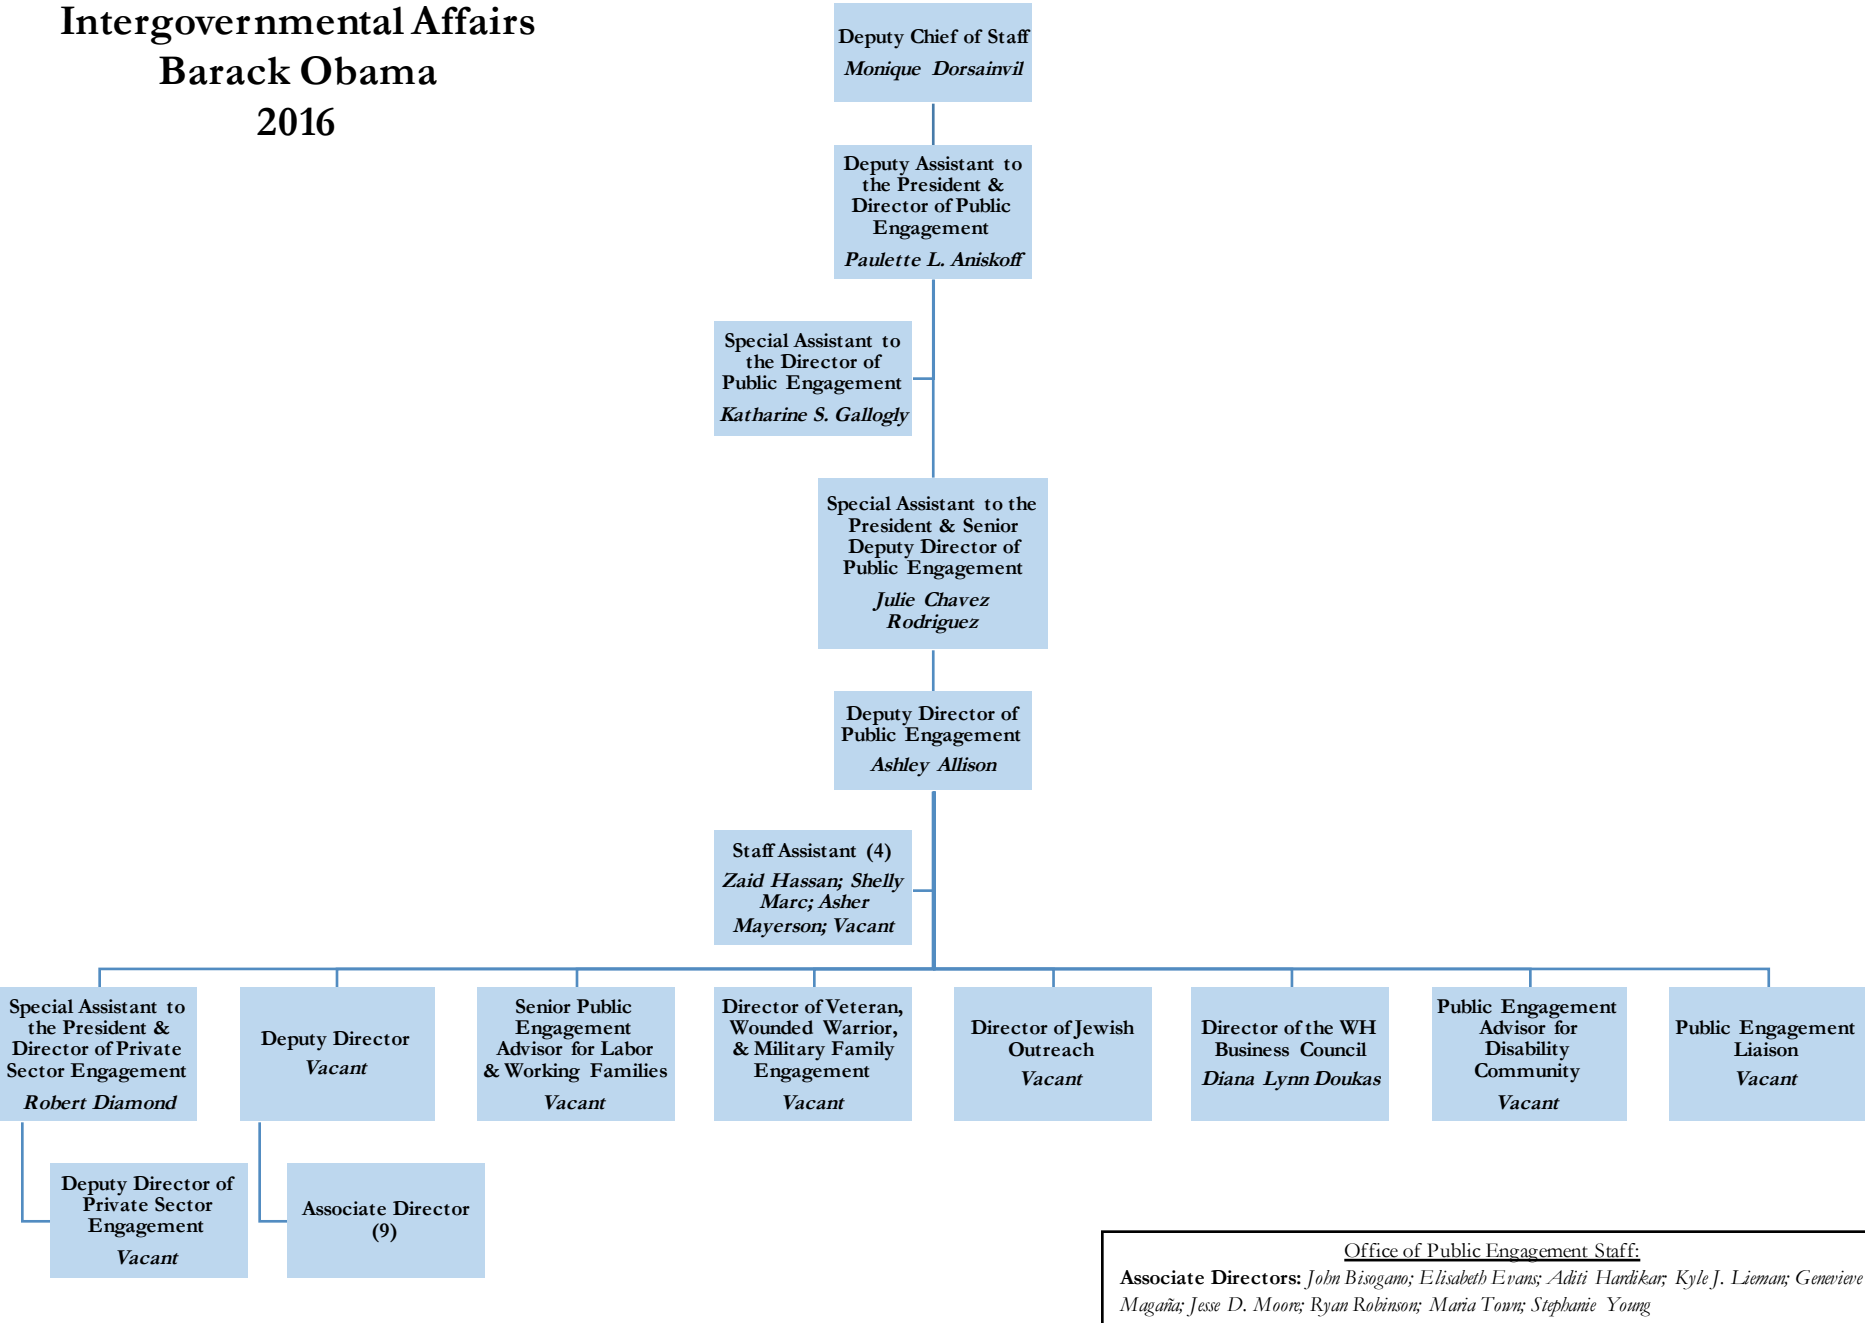 Intergovernmental Affairs
Barack Obama
2016
Deputy Chief of Staff
Monique Dorsainvil
Deputy Assistant to
the President &
Director of Public
Engagement
Paulette L. Aniskoff
Special Assistant to
the Director of
Public Engagement
Katharine S. Gallogly
Special Assistant to the
President & Senior
Deputy Director of
Public Engagement
Julie Chavez
Rodriguez
Deputy Director of
Public Engagement
Ashley Allison
Staff Assistant (4)
Zaid Hassan; Shelly
Marc; Asher
Mayerson; Vacant
Special Assistant to
the President &
Director of Private
Sector Engagement
Robert Diamond
Deputy Director
Vacant
Senior Public
Engagement
Advisor for Labor
& Working Families
Vacant
Director of Veteran,
Wounded Warrior,
& Military Family
Engagement
Vacant
Director of Jewish
Outreach
Vacant
Director of the WH
Business Council
Diana Lynn Doukas
Public Engagement
Advisor for
Disability
Community
Vacant
Public Engagement
Liaison
Vacant
Deputy Director of
Private Sector
Engagement
Vacant
Associate Director
(9)
Office of Public Engagement Staff:
Associate Directors: John Bisogano; Elisabeth Evans; Aditi Hardikar; Kyle J. Lieman; Genevieve
Magaña; Jesse D. Moore; Ryan Robinson; Maria Town; Stephanie Young